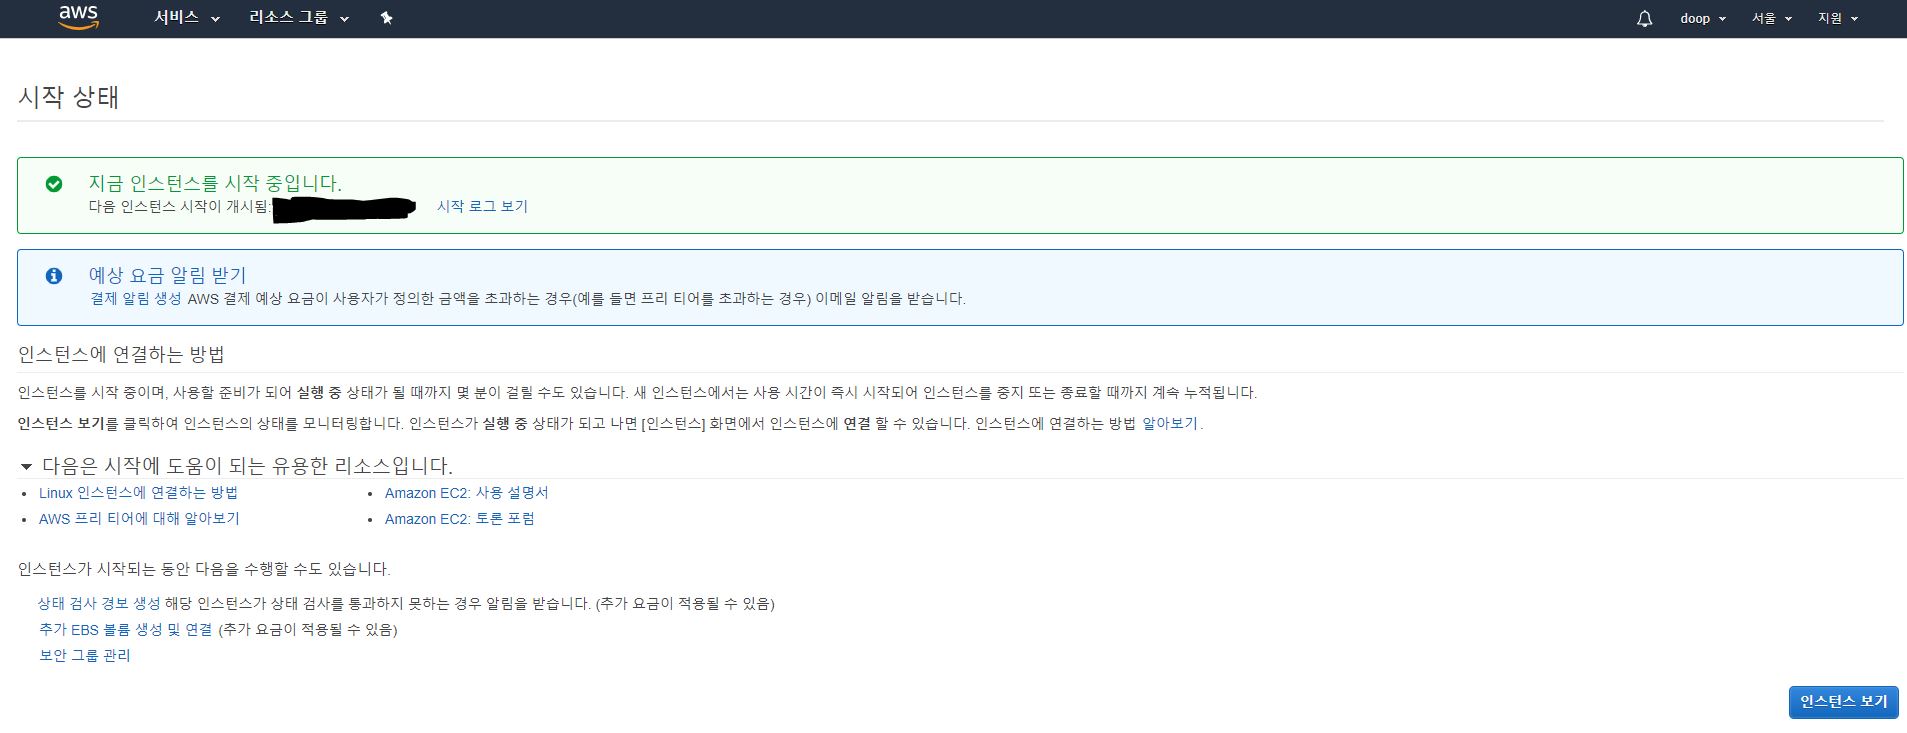 aws 서비스 리소스 그룹 doop 서울 지원
시작 상태
지금 인스턴스를 시작 중입니다.
다음 인스턴스 시작이 개시됨: 시작 로그 보기
예상 요금 알림 받기
결제 알림 생성 AWS 결제 예상 요금이 사용자가 정의한 금액을 초과하는 경우(예를 들면 프리 티어를 초과하는 경우) 이메일 알림을 받습니다.
인스턴스에 연결하는 방법
인스턴스를 시작 중이며, 사용할 준비가 되어 실행 중 상태가 될 때까지 몇 분이 걸릴 수도 있습니다. 새 인스턴스에서는 사용 시간이 즉시 시작되어 인스턴스를 중지 또는 종료할 때까지 계속 누적됩니다.
인스턴스 보기를 클릭하여 인스턴스의 상태를 모니터링합니다. 인스턴스가 실행 중 상태가 되고 나면 [인스턴스] 화면에서 인스턴스에 연결 할 수 있습니다. 인스턴스에 연결하는 방법 알아보기.
다음은 시작에 도움이 되는 유용한 리소스입니다.
• Linux 인스턴스에 연결하는 방법 • Amazon EC2: 사용 설명서
• AWS 프리 티어에 대해 알아보기 • Amazon EC2: 토론 포럼
인스턴스가 시작되는 동안 다음을 수행할 수도 있습니다.
상태 검사 경보 생성 해당 인스턴스가 상태 검사를 통과하지 못하는 경우 알림을 받습니다. (추가 요금이 적용될 수 있음)
추가 EBS 볼륨 생성 및 연결 (추가 요금이 적용될 수 있음)
보안 그룹 관리
인스턴스 보기